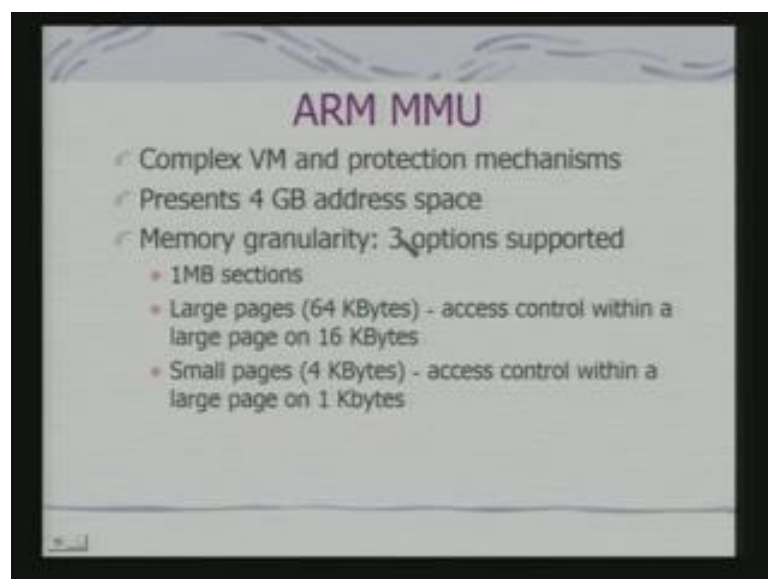 ARM MMU
Complex VM and protection mechanisms
Presents 4 GB address space
Memory granularity: 3 options supported
1MB sections
Large pages (64 KBytes) - access control within a
large page on 16 KBytes
Small pages (4 KBytes) - access control within a
large page on 1 Kbytes